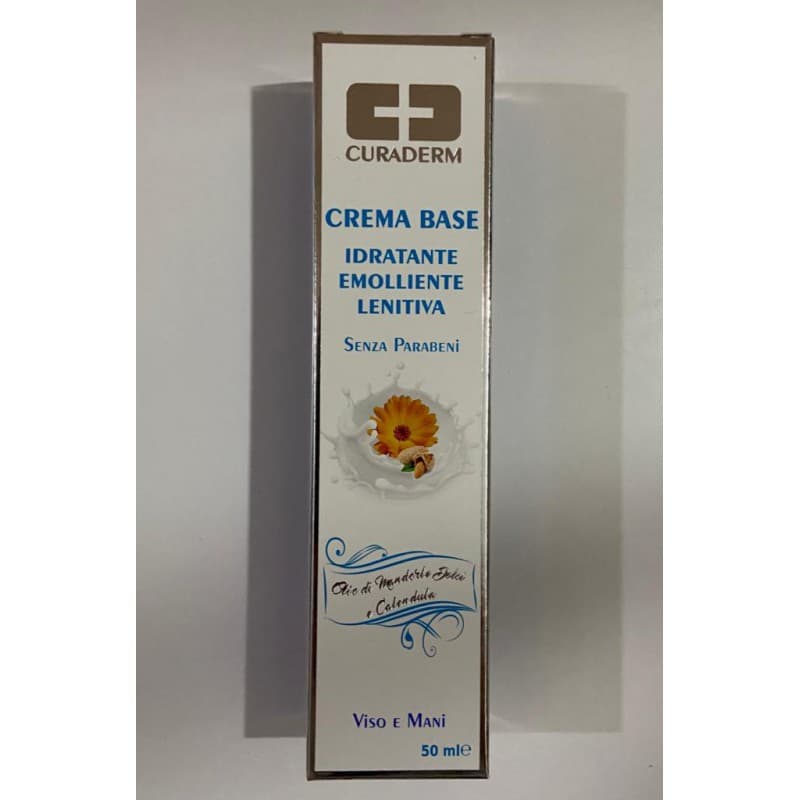 CURADERM
CREMA BASE
IDRATANTE
EMOLLIENTE
LENITIVA
SENZA PARABENI
Olio di Mandorle Dolci
e Calendula
VISO E MANI
50 ml℮